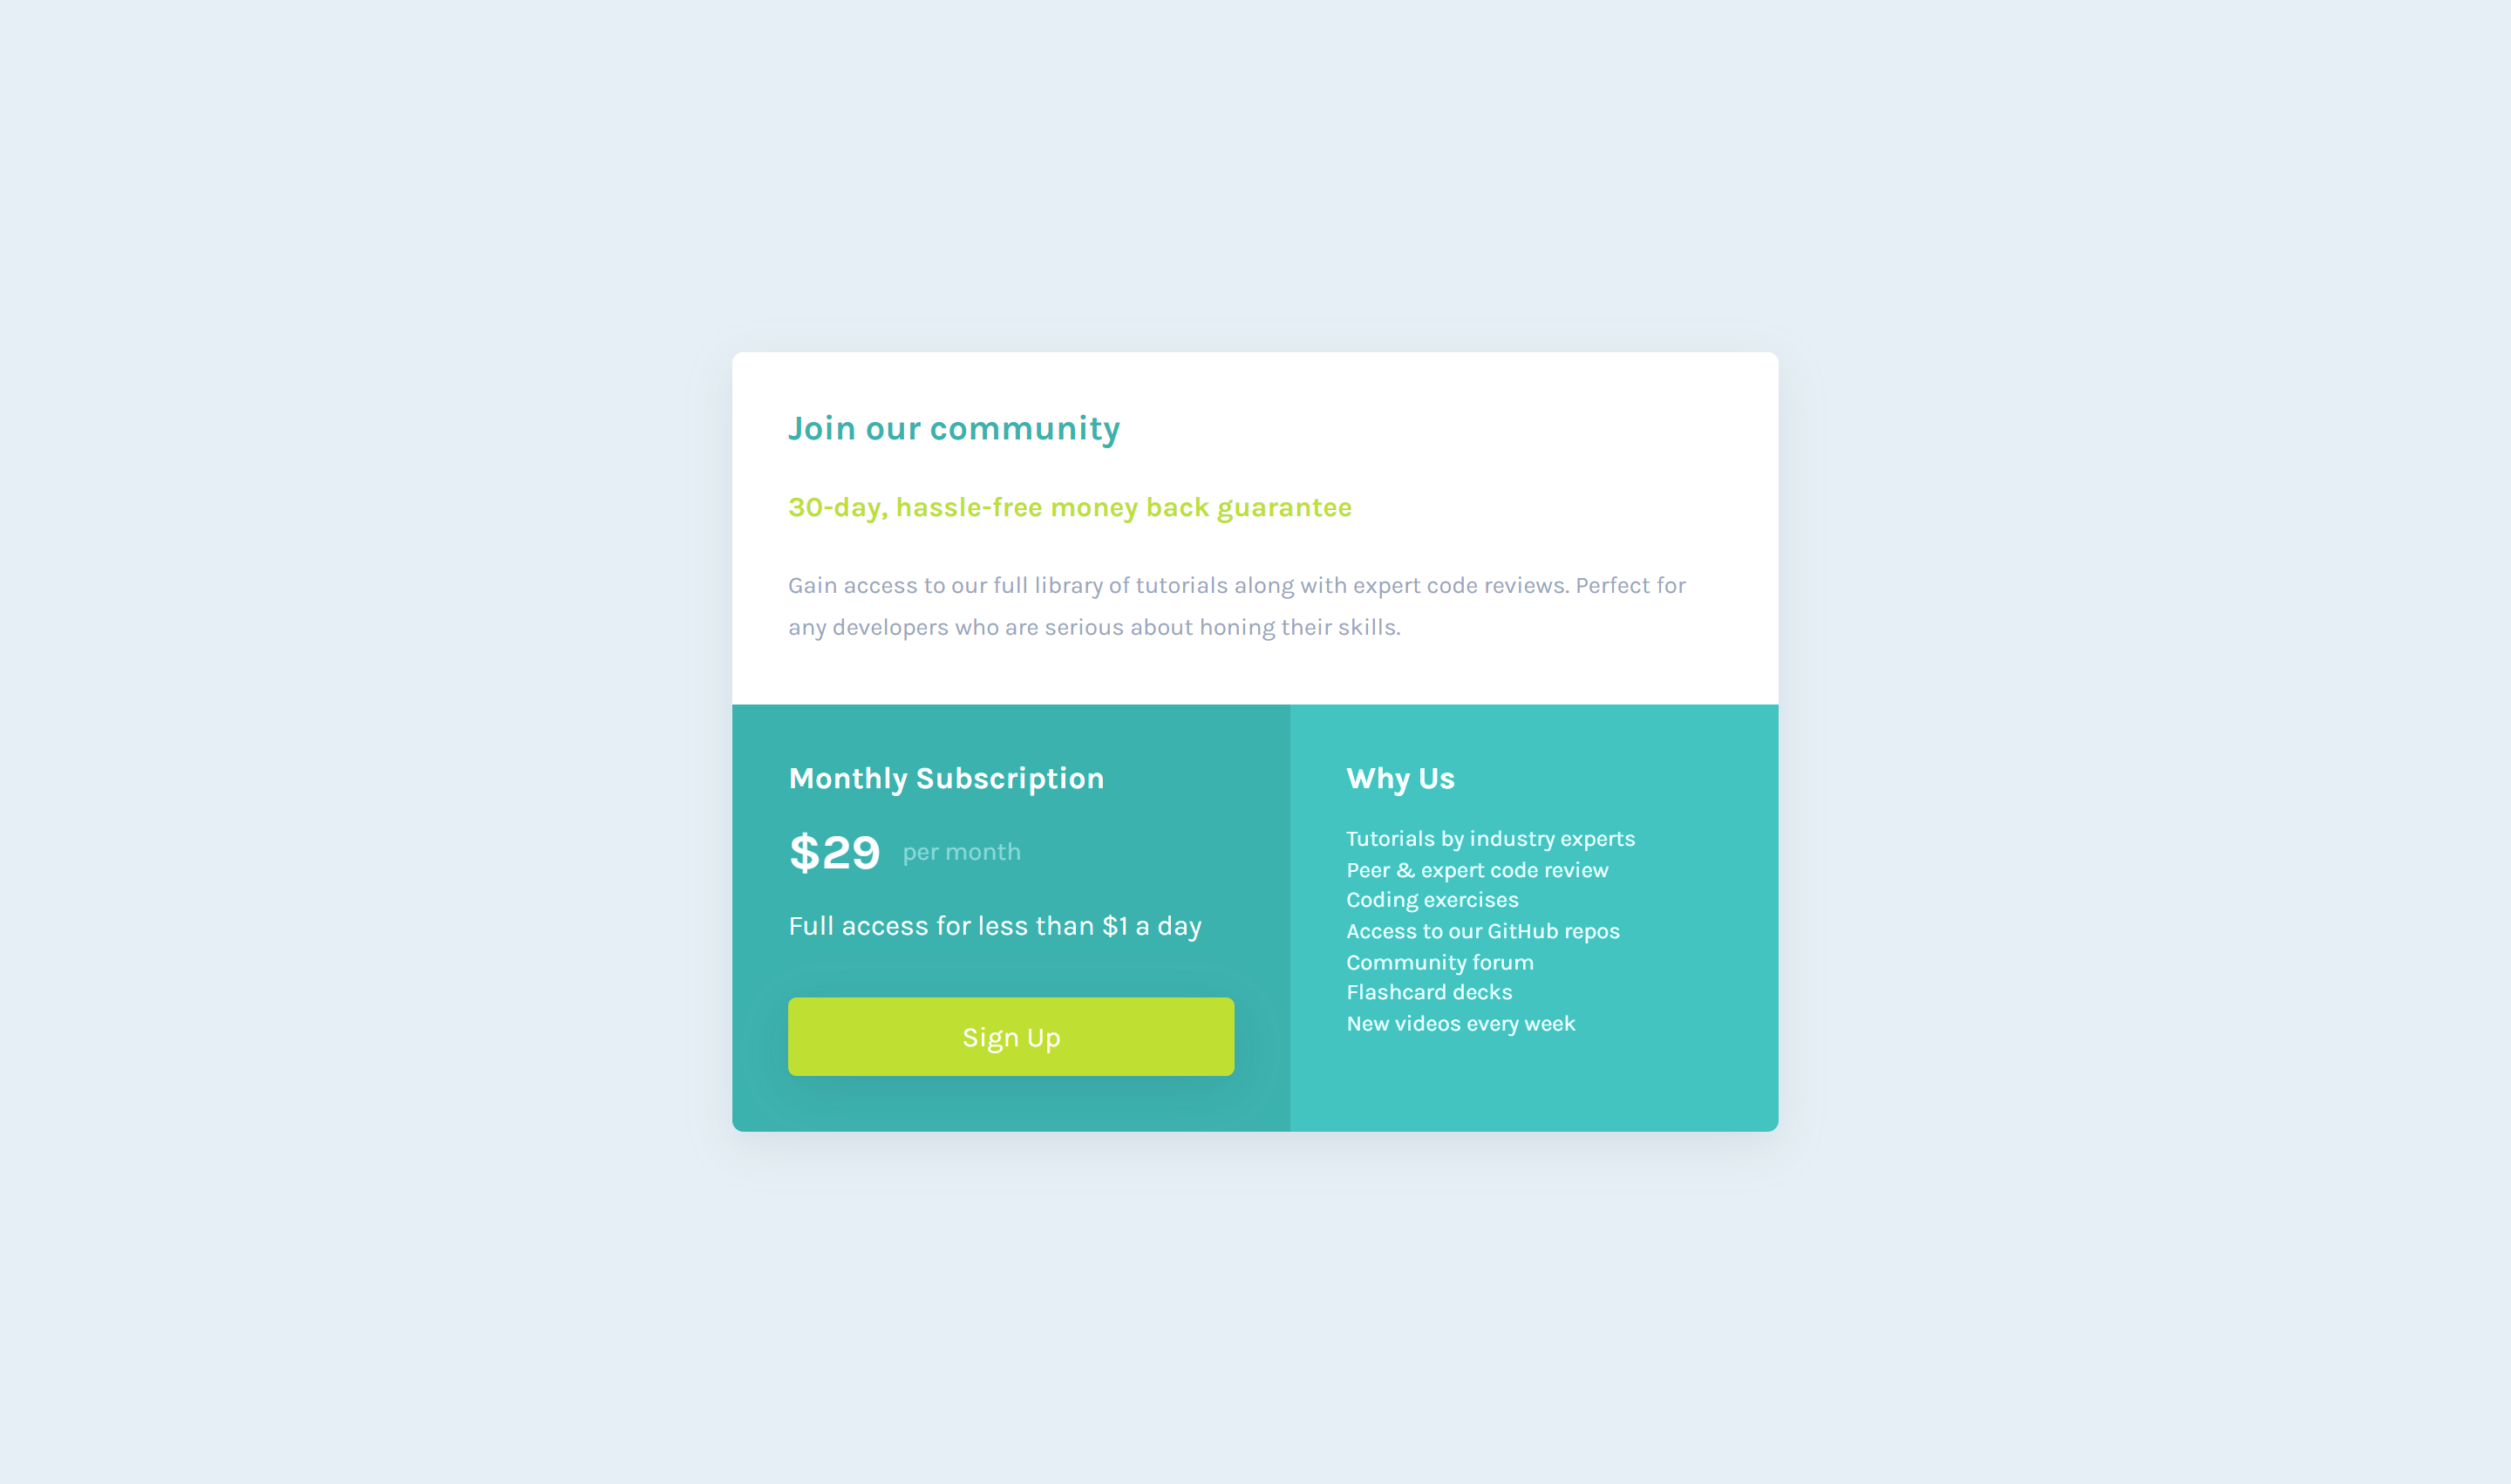 Join our community
30-day, hassle-free money back guarantee
Gain access to our full library of tutorials along with expert code reviews. Perfect for
any developers who are serious about honing their skills.
Monthly Subscription
$29 per month
Full access for less than $1 a day
Sign Up
Why Us
Tutorials by industry experts
Peer & expert code review
Coding exercises
Access to our GitHub repos
Community forum
Flashcard decks
New videos every week